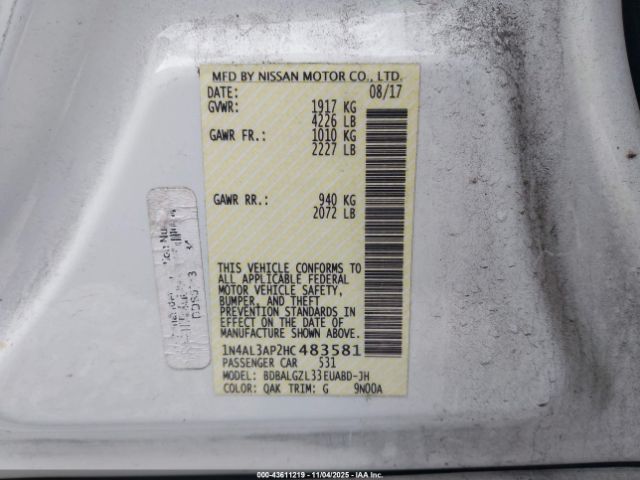 MFD BY NISSAN MOTOR CO., LTD.
DATE: 08/17
GVWR: 1917 KG
4226 LB
GAWR FR.: 1010 KG
2227 LB
GAWR RR.: 940 KG
2072 LB
THIS VEHICLE CONFORMS TO
ALL APPLICABLE FEDERAL
MOTOR VEHICLE SAFETY,
BUMPER, AND THEFT
PREVENTION STANDARDS IN
EFFECT ON THE DATE OF
MANUFACTURE SHOWN ABOVE.
1N4AL3AP2HC483581
PASSENGER CAR 531
MODEL: BDBALGZL33EUABD-JH
COLOR: QAK TRIM: G 9N00A
000-43611219 - 11/04/2025 - IAA Inc.